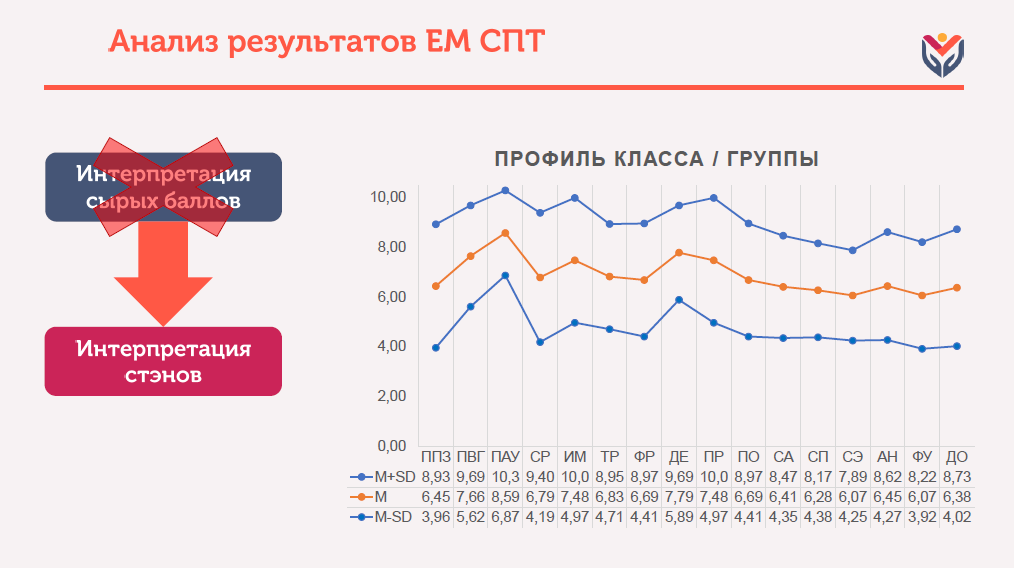 Анализ результатов ЕМ СПТ
Интерпретация
сырых баллов
Интерпретация
стэнов
ПРОФИЛЬ КЛАССА / ГРУППЫ
10,00
8,00
6,00
4,00
2,00
0,00
ППЗ ПВГ ПАУ СР ИМ ТР ФР ДЕ ПР ПО СА СП СЭ АН ФУ ДО
M+SD 8,93 9,69 10,3 9,40 10,0 8,95 8,97 9,69 10,0 8,97 8,47 8,17 7,89 8,62 8,22 8,73
M 6,45 7,66 8,59 6,79 7,48 6,83 6,69 7,79 7,48 6,69 6,41 6,28 6,07 6,45 6,07 6,38
M-SD 3,96 5,62 6,87 4,19 4,97 4,71 4,41 5,89 4,97 4,41 4,35 4,38 4,25 4,27 3,92 4,02